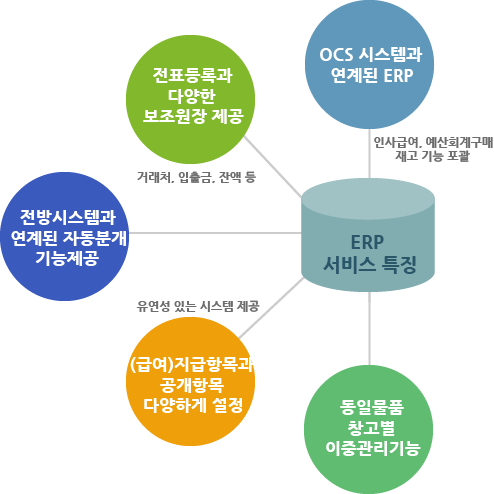 OCS 시스템과
연계된 ERP
인사급여, 예산회계구매
재고 기능 포괄
전표등록과
다양한
보조원장 제공
거래처, 입출금, 잔액 등
전방시스템과
연계된 자동분개
기능제공
ERP
서비스 특징
유연성 있는 시스템 제공
(급여)지급항목과
공개항목
다양하게 설정
동일물품
창고별
이중관리기능